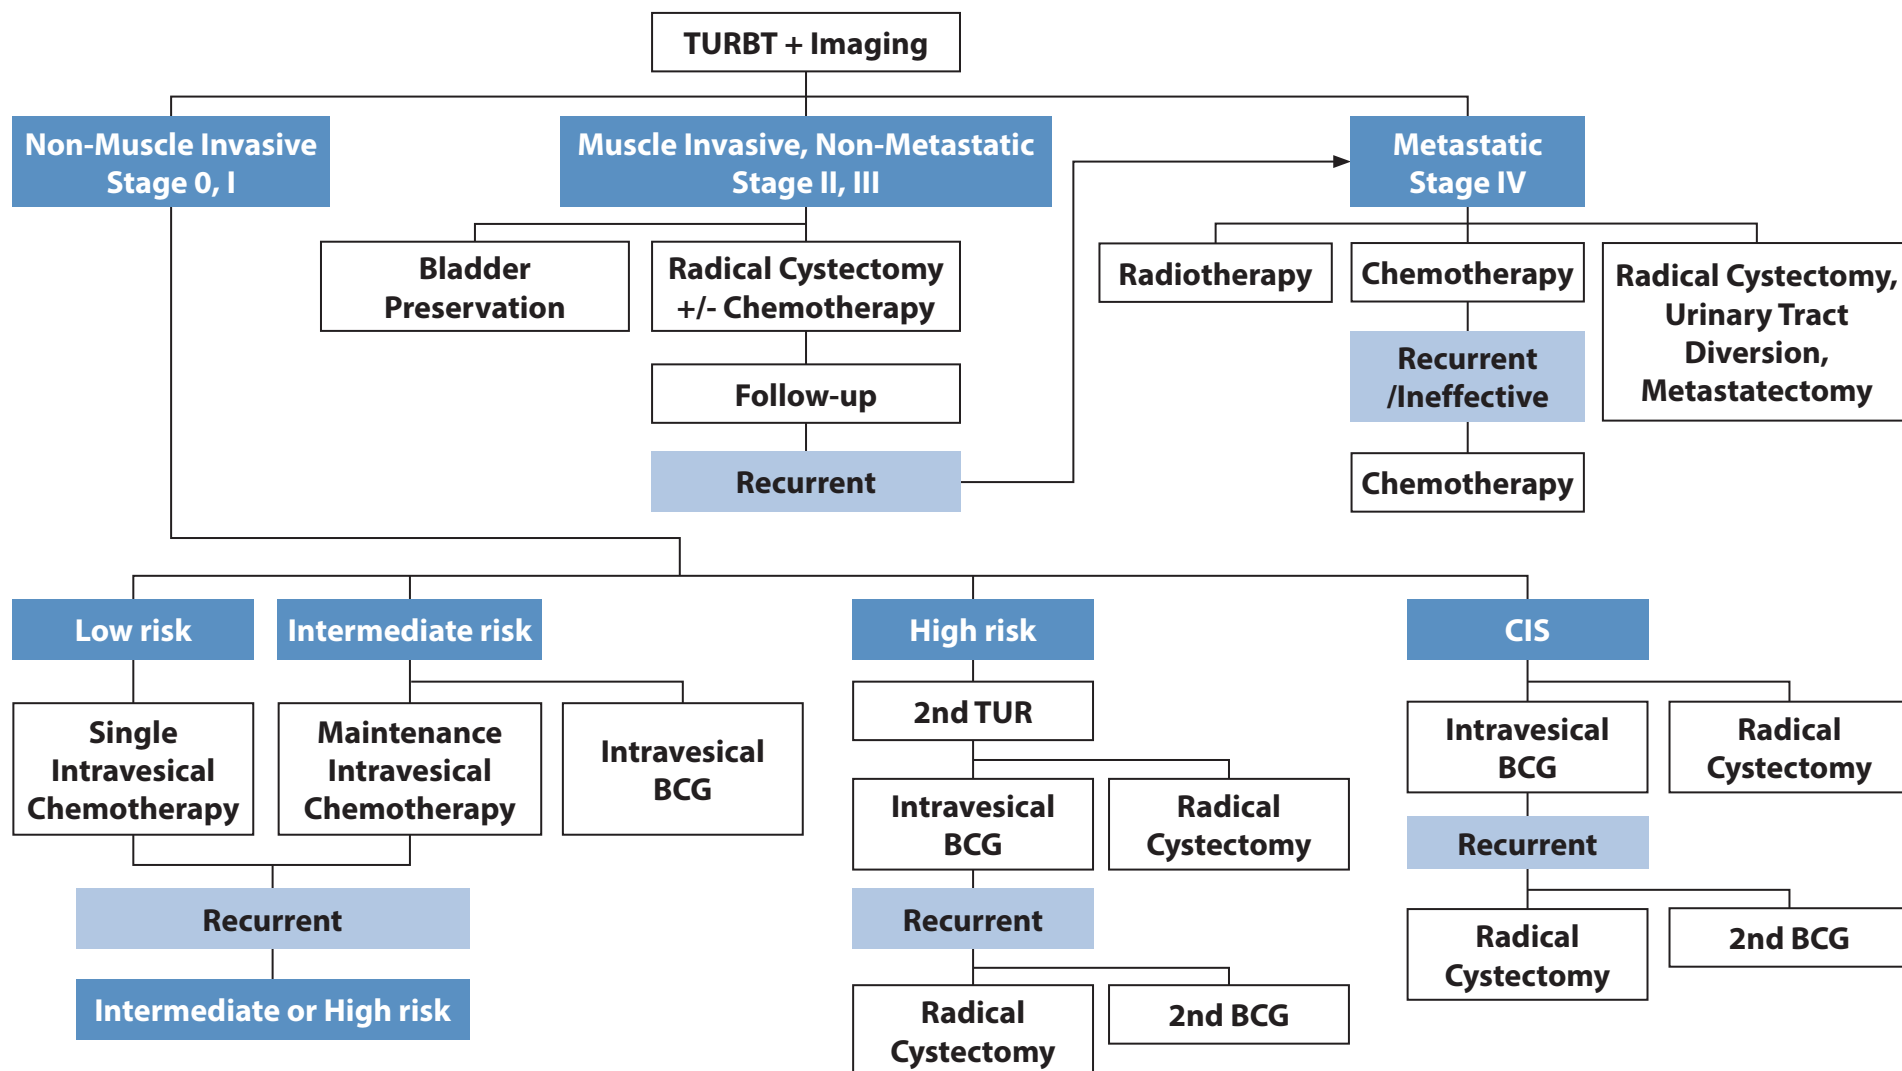 TURBT + Imaging
Non-Muscle Invasive
Stage 0, I
Muscle Invasive, Non-Metastatic
Stage II, III
Metastatic
Stage IV
Bladder
Preservation
Radical Cystectomy
+/- Chemotherapy
Follow-up
Recurrent
Radiotherapy
Chemotherapy
Recurrent
/Ineffective
Chemotherapy
Radical Cystectomy,
Urinary Tract
Diversion,
Metastatectomy
Low risk
Single
Intravesical
Chemotherapy
Intermediate risk
Maintenance
Intravesical
Chemotherapy
Intravesical
BCG
Recurrent
Intermediate or High risk
High risk
2nd TUR
Intravesical
BCG
Radical
Cystectomy
Recurrent
Radical
Cystectomy
2nd BCG
CIS
Intravesical
BCG
Radical
Cystectomy
Recurrent
Radical
Cystectomy
2nd BCG